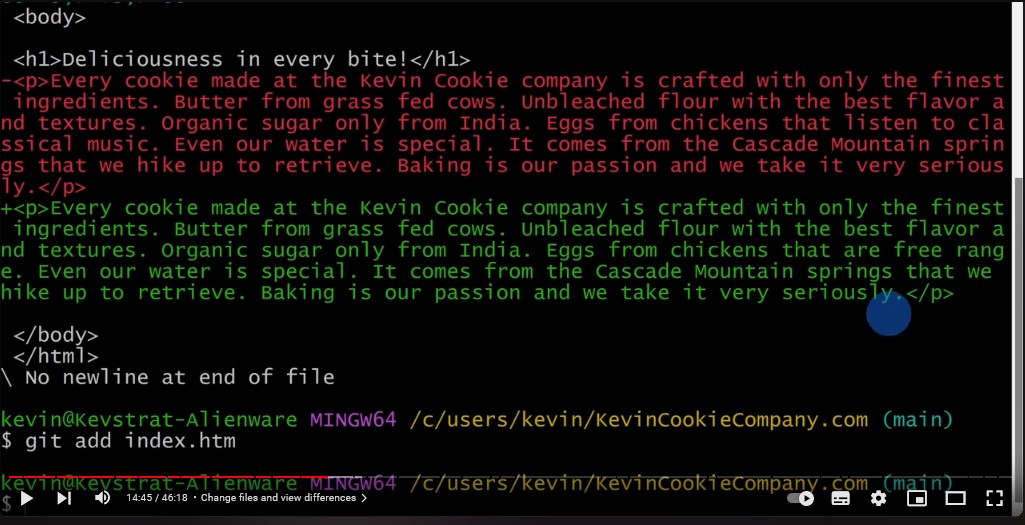 <body>
<h1>Deliciousness in every bite!</h1>
-<p>Every cookie made at the Kevin Cookie company is crafted with only the finest
ingredients. Butter from grass fed cows. Unbleached flour with the best flavor a
nd textures. Organic sugar only from India. Eggs from chickens that listen to cla
ssical music. Even our water is special. It comes from the Cascade Mountain sprin
gs that we hike up to retrieve. Baking is our passion and we take it very serious
ly.</p>
+<p>Every cookie made at the Kevin Cookie company is crafted with only the finest
ingredients. Butter from grass fed cows. Unbleached flour with the best flavor a
nd textures. Organic sugar only from India. Eggs from chickens that are free rang
e. Even our water is special. It comes from the Cascade Mountain springs that we
hike up to retrieve. Baking is our passion and we take it very seriously.</p>
</body>
</html>
\ No newline at end of file
kevin@Kevstrat-Alienware MINGW64 /c/users/kevin/KevinCookieCompany.com (main)
$ git add index.htm
kevin@Kevstrat-Alienware MINGW64 /c/users/kevin/KevinCookieCompany.com (main)
$
14:45 / 46:18 • Change files and view differences >